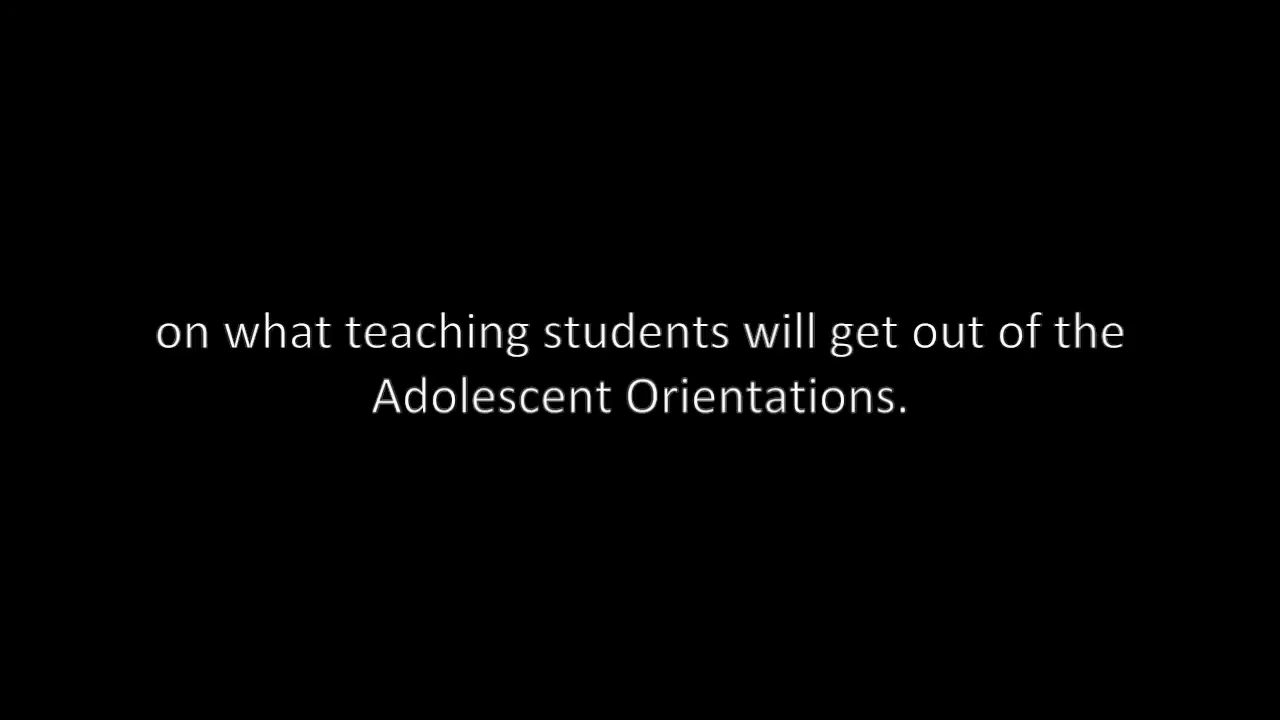 on what teaching students will get out of the
Adolescent Orientations.